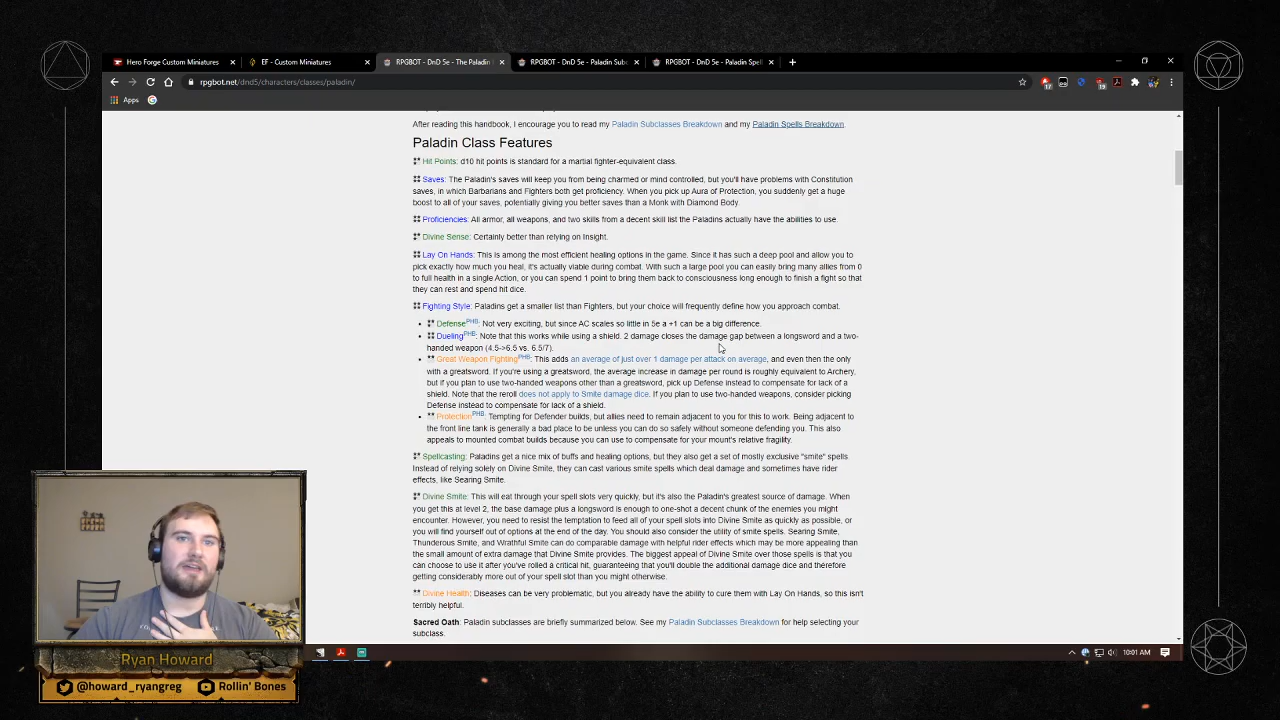 Hero Forge Custom Miniatures
EF - Custom Miniatures
RPGBOT - DnD 5e - The Paladin
RPGBOT - DnD 5e - Paladin Sub
RPGBOT - DnD 5e - Paladin Spell
rpgbot.net/dnd5/characters/classes/paladin/
Apps
After reading this handbook, I encourage you to read my Paladin Subclasses Breakdown and my Paladin Spells Breakdown.
Paladin Class Features
Hit Points: d10 hit points is standard for a martial fighter-equivalent class.
Saves: The Paladin's saves will keep you from being charmed or mind controlled, but you'll have problems with Constitution
saves, in which Barbarians and Fighters both get proficiency. When you pick up Aura of Protection, you suddenly get a huge
boost to all of your saves, potentially giving you better saves than a Monk with Diamond Body.
Proficiencies: All armor, all weapons, and two skills from a decent skill list the Paladins actually have the abilities to use.
Divine Sense: Certainly better than relying on Insight.
Lay On Hands: This is among the most efficient healing options in the game. Since it has such a deep pool and allow you to
pick exactly how much you heal, it's actually viable during combat. With such a large pool you can easily bring many allies from 0
to full health in a single Action, or you can spend 1 point to bring them back to consciousness long enough to finish a fight so that
they can rest and spend hit dice.
Fighting Style: Paladins get a smaller list than Fighters, but your choice will frequently define how you approach combat.
• DefensePHB: Not very exciting, but since AC scales so little in 5e a +1 can be a big difference.
• DuelingPHB: Note that this works while using a shield. 2 damage closes the damage gap between a longsword and a two-
handed weapon (4.5->6.5 vs. 6.5/7).
• Great Weapon FightingPHB: This adds an average of just over 1 damage per attack on average, and even then the only
with a greatsword. If you're using a greatsword, the average increase in damage per round is roughly equivalent to Archery,
but if you plan to use two-handed weapons other than a greatsword, pick up Defense instead to compensate for lack of a
shield. Note that the reroll does not apply to Smite damage dice. If you plan to use two-handed weapons, consider picking
Defense instead to compensate for lack of a shield.
• ProtectionPHB: Tempting for Defender builds, but allies need to remain adjacent to you for this to work. Being adjacent to
the front line tank is generally a bad place to be unless you can do so safely without someone defending you. This also
appeals to mounted combat builds because you can use to compensate for your mount's relative fragility.
Spellcasting: Paladins get a nice mix of buffs and healing options, but they also get a set of mostly exclusive "smite" spells.
Instead of relying solely on Divine Smite, they can cast various smite spells which deal damage and sometimes have rider
effects, like Searing Smite.
Divine Smite: This will eat through your spell slots very quickly, but it's also the Paladin's greatest source of damage. When
you get this at level 2, the base damage plus a longsword is enough to one-shot a decent chunk of the enemies you might
encounter. However, you need to resist the temptation to feed all of your spell slots into Divine Smite as quickly as possible, or
you will find yourself out of options at the end of the day. You should also consider the utility of smite spells. Searing Smite,
Thunderous Smite, and Wrathful Smite can do comparable damage with helpful rider effects which may be more appealing than
the small amount of extra damage that Divine Smite provides. The biggest appeal of Divine Smite over those spells is that you
can choose to use it after you've rolled a critical hit, guaranteeing that you'll double the additional damage dice and therefore
getting considerably more out of your spell slot than you might otherwise.
Divine Health: Diseases can be very problematic, but you already have the ability to cure them with Lay On Hands, so this isn't
terribly helpful.
Sacred Oath: Paladin subclasses are briefly summarized below. See my Paladin Subclasses Breakdown for help selecting your
subclass.
10:01 AM
Ryan Howard
@howard_ryangreg
Rollin' Bones